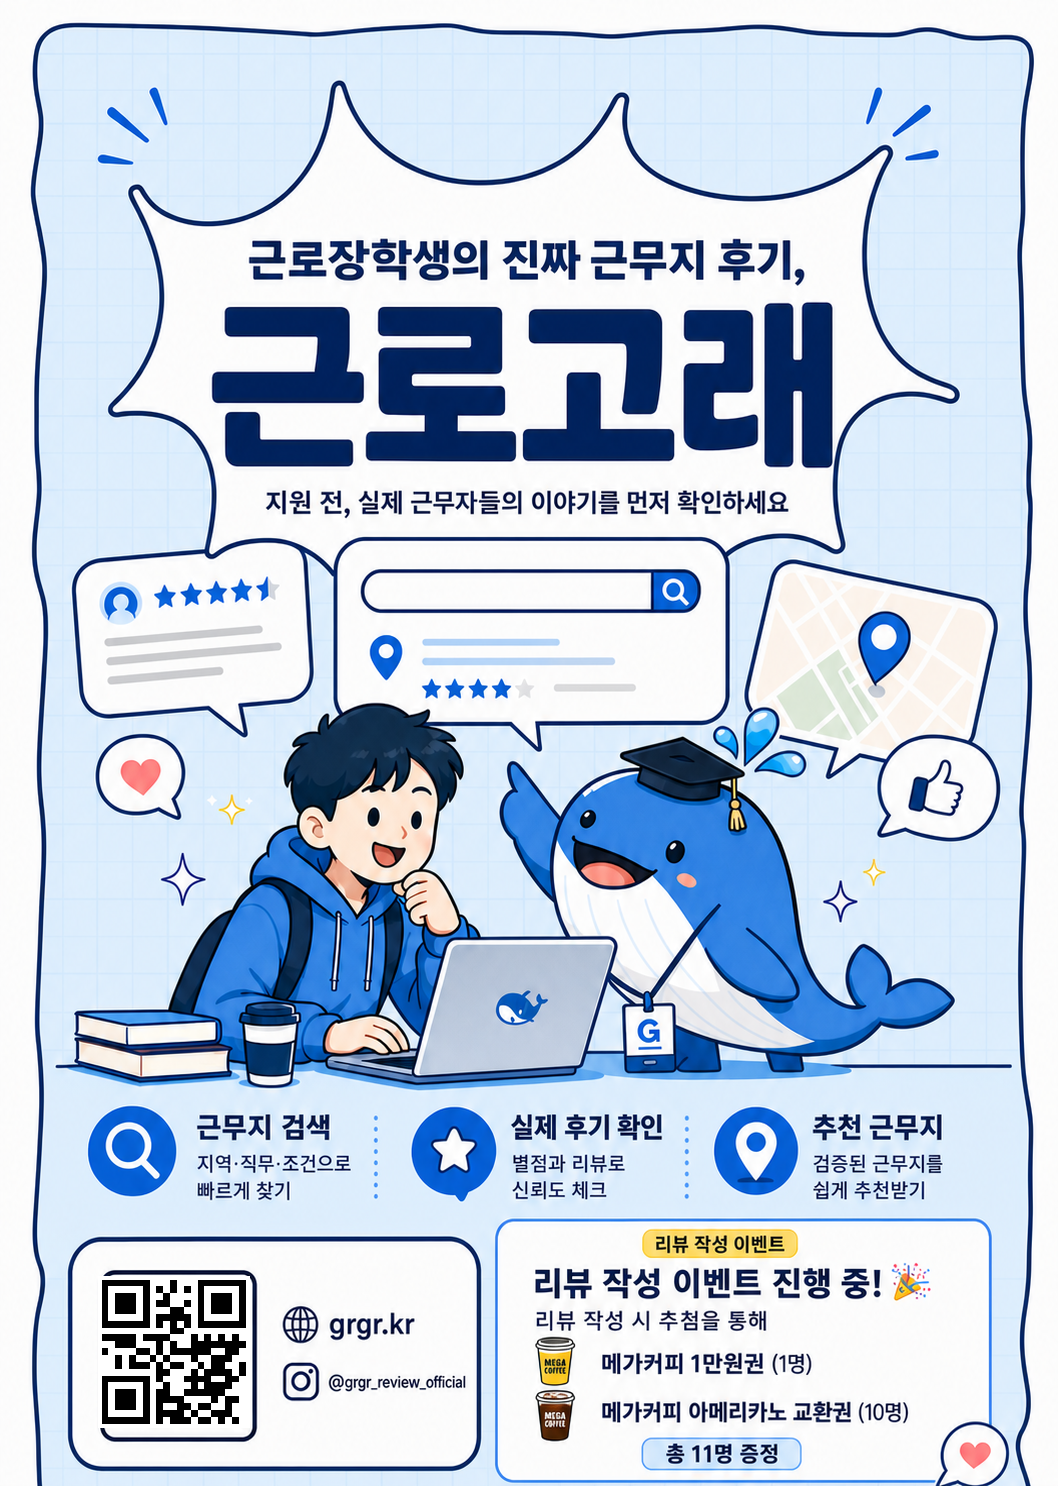 근로장학생의 진짜 근무지 후기,
근로고래
지원 전, 실제 근무자들의 이야기를 먼저 확인하세요
G
근무지 검색
지역·직무·조건으로
빠르게 찾기
실제 후기 확인
별점과 리뷰로
신뢰도 체크
추천 근무지
검증된 근무지를
쉽게 추천받기
grgr.kr
@grgr_review_official
리뷰 작성 이벤트
리뷰 작성 이벤트 진행 중!
리뷰 작성 시 추첨을 통해
MEGA
COFFEE
메가커피 1만원권 (1명)
MEGA
COFFEE
메가커피 아메리카노 교환권 (10명)
총 11명 증정